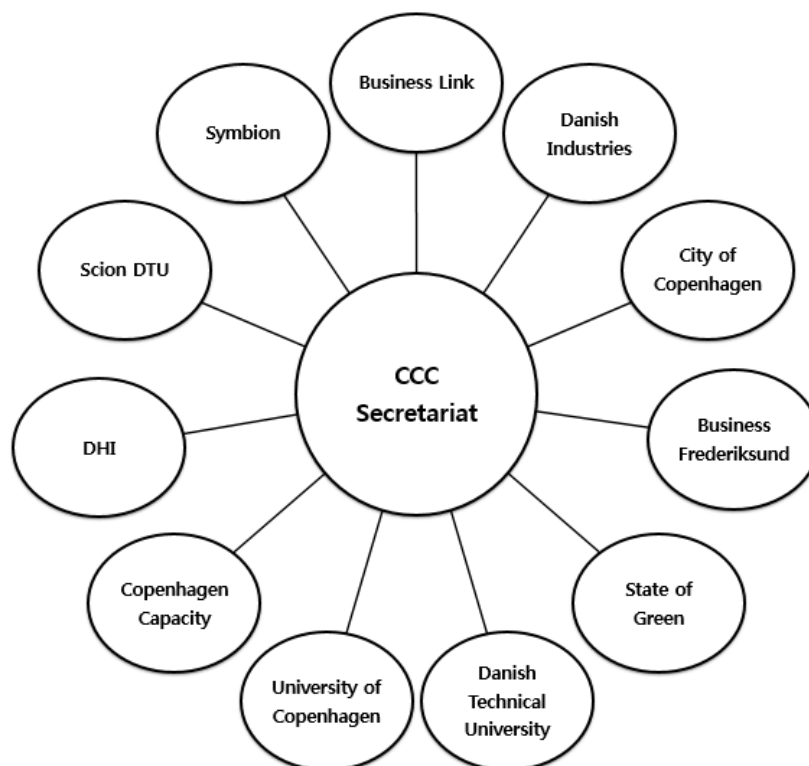 Business Link
Danish
Industries
City of
Copenhagen
Business
Frederiksund
State of
Green
Danish
Technical
University
University of
Copenhagen
Copenhagen
Capacity
DHI
Scion DTU
Symbion
CCC
Secretariat